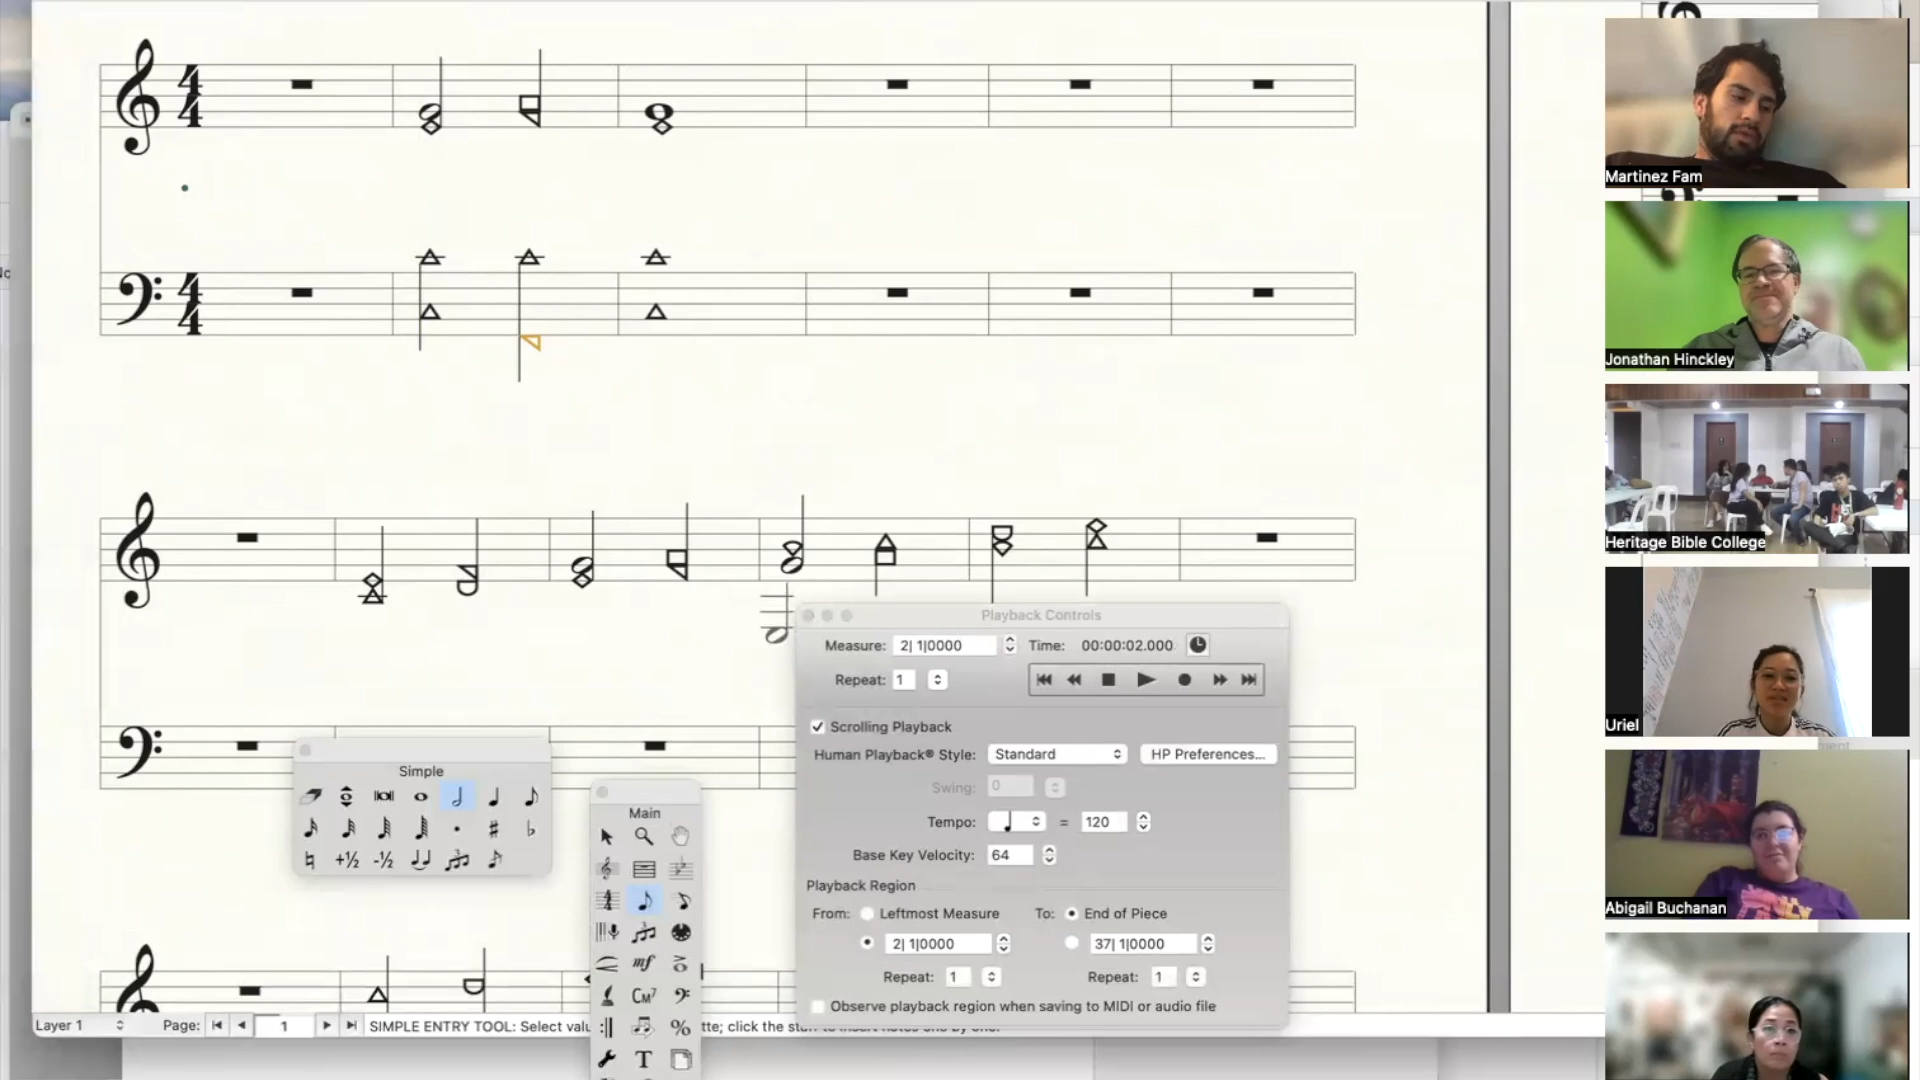 Martinez Fam
Jonathan Hinckley
Heritage Bible College
Uriel
Abigail Buchanan
Playback Controls
Measure: 2| 1|0000 Time: 00:00:02.000
Repeat: 1
Scrolling Playback
Human Playback® Style: Standard HP Preferences...
Swing: 0
Tempo: = 120
Base Key Velocity: 64
Playback Region
From: Leftmost Measure To: End of Piece
2| 1|0000 37| 1|0000
Repeat: 1 Repeat: 1
Observe playback region when saving to MIDI or audio file
Simple
+½ -½
Main
mf
CM7
%
T
Layer 1 Page: 1 SIMPLE ENTRY TOOL: Select